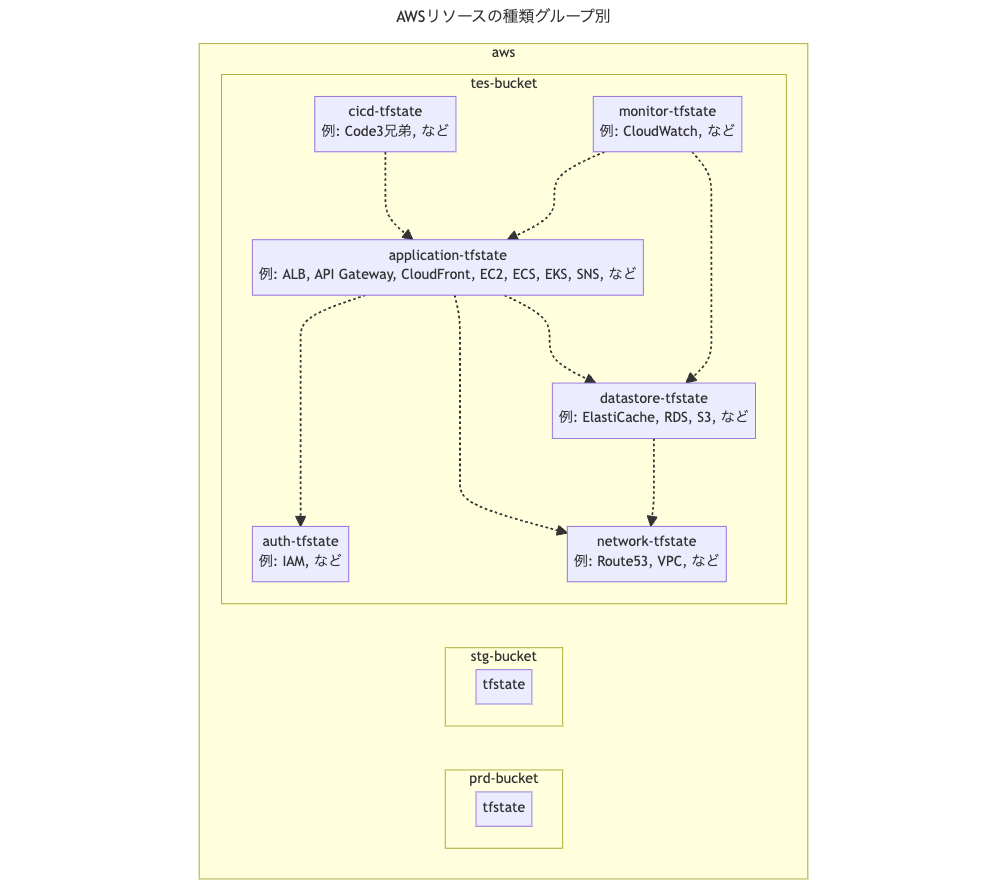 AWSリソースの種類グループ別
aws
tes-bucket
cicd-tfstate
例: Code3兄弟, など
monitor-tfstate
例: CloudWatch, など
application-tfstate
例: ALB, API Gateway, CloudFront, EC2, ECS, EKS, SNS, など
datastore-tfstate
例: ElastiCache, RDS, S3, など
auth-tfstate
例: IAM, など
network-tfstate
例: Route53, VPC, など
stg-bucket
tfstate
prd-bucket
tfstate